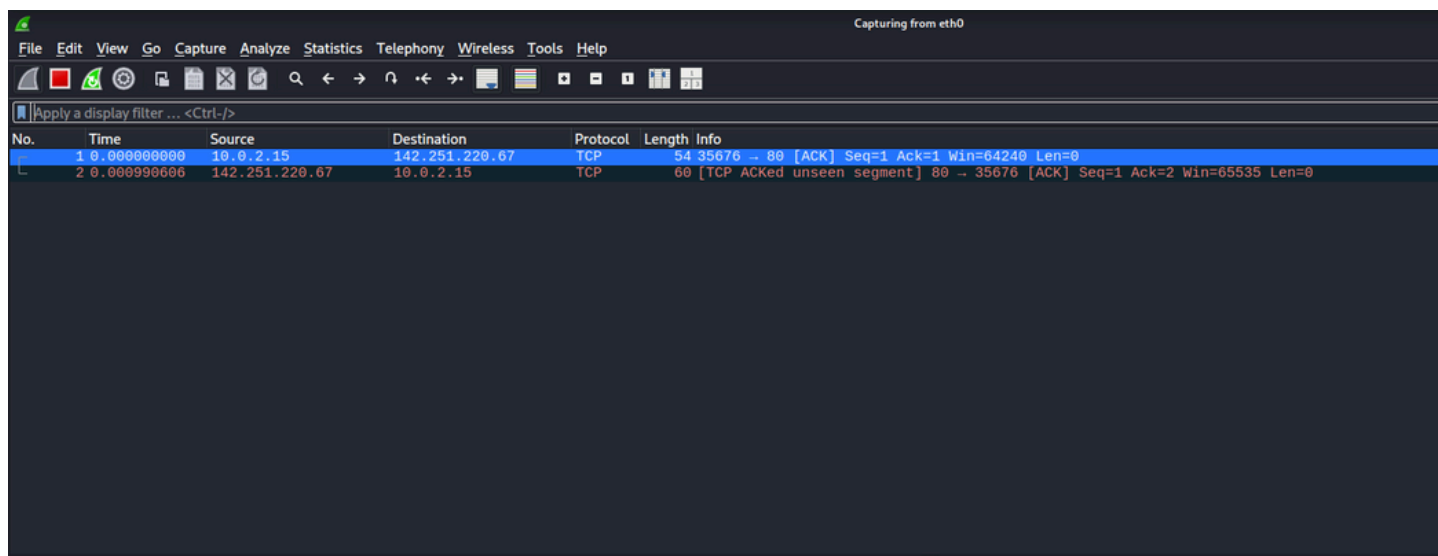 Capturing from eth0
File Edit View Go Capture Analyze Statistics Telephony Wireless Tools Help
Apply a display filter ... <Ctrl-/>
No. Time Source Destination Protocol Length Info
1 0.000000000 10.0.2.15 142.251.220.67 TCP 54 35676 → 80 [ACK] Seq=1 Ack=1 Win=64240 Len=0
2 0.000990606 142.251.220.67 10.0.2.15 TCP 60 [TCP ACKed unseen segment] 80 → 35676 [ACK] Seq=1 Ack=2 Win=65535 Len=0